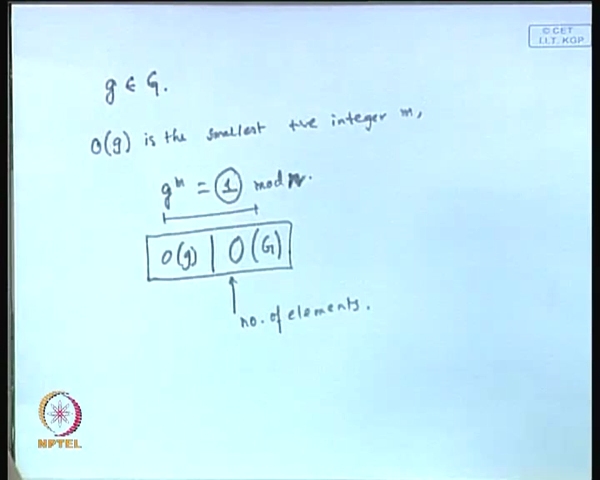 © CET
I.I.T. KGP
g ∈ G.
O(g) is the smallest +ve integer m,
g^m = 1 mod n.
O(g) | O(G)
no. of elements.
NPTEL